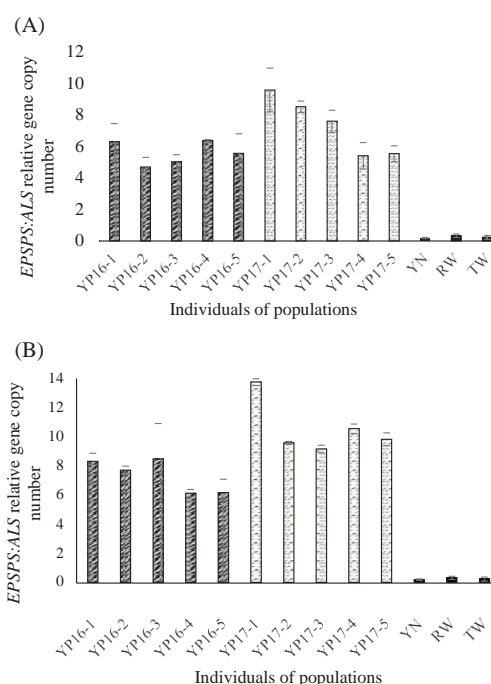 (A)
EPSPS:ALS relative gene copy
number
12
10
8
6
4
2
0
YP16-1
YP16-2
YP16-3
YP16-4
YP16-5
YP17-1
YP17-2
YP17-3
YP17-4
YP17-5
YN
RW
TW
Individuals of populations
(B)
EPSPS:ALS relative gene copy
number
14
12
10
8
6
4
2
0
YP16-1
YP16-2
YP16-3
YP16-4
YP16-5
YP17-1
YP17-2
YP17-3
YP17-4
YP17-5
YN
RW
TW
Individuals of populations